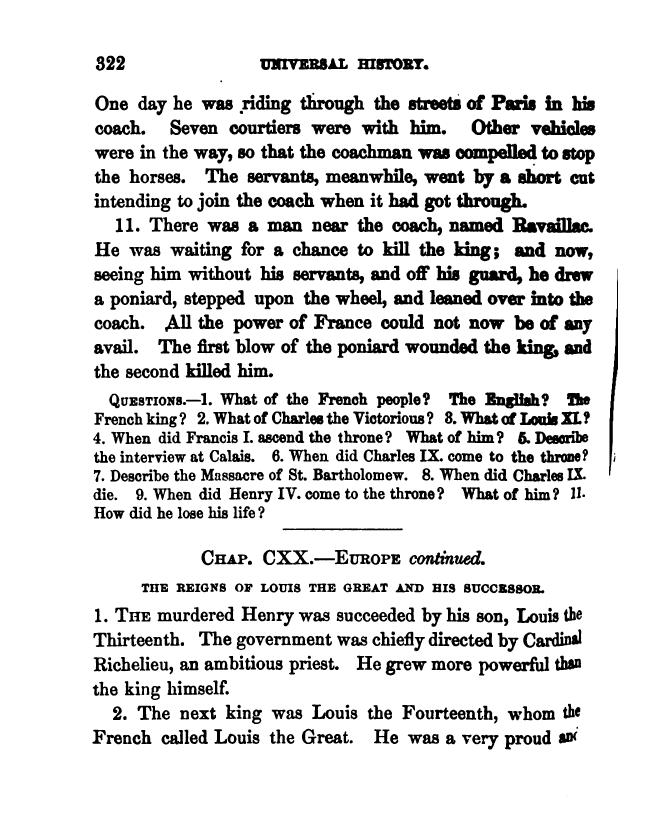 322 UNIVERSAL HISTORY.
One day he was riding through the streets of Paris in his
coach. Seven courtiers were with him. Other vehicles
were in the way, so that the coachman was compelled to stop
the horses. The servants, meanwhile, went by a short cut
intending to join the coach when it had got through.
11. There was a man near the coach, named Ravaillac.
He was waiting for a chance to kill the king; and now,
seeing him without his servants, and off his guard, he drew
a poniard, stepped upon the wheel, and leaned over into the
coach. All the power of France could not now be of any
avail. The first blow of the poniard wounded the king, and
the second killed him.
QUESTIONS.—1. What of the French people? The English? The
French king? 2. What of Charles the Victorious? 3. What of Louis XI.?
4. When did Francis I. ascend the throne? What of him? 5. Describe
the interview at Calais. 6. When did Charles IX. come to the throne?
7. Describe the Massacre of St. Bartholomew. 8. When did Charles IX.
die. 9. When did Henry IV. come to the throne? What of him? 11.
How did he lose his life?
CHAP. CXX.—EUROPE continued.
THE REIGNS OF LOUIS THE GREAT AND HIS SUCCESSOR.
1. THE murdered Henry was succeeded by his son, Louis the
Thirteenth. The government was chiefly directed by Cardinal
Richelieu, an ambitious priest. He grew more powerful than
the king himself.
2. The next king was Louis the Fourteenth, whom the
French called Louis the Great. He was a very proud and